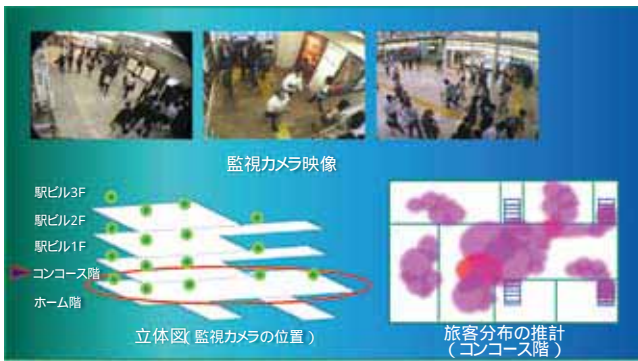 監視カメラ映像
駅ビル3F
駅ビル2F
駅ビル1F
コンコース階
ホーム階
立体図(監視カメラの位置)
旅客分布の推計
(コンコース階)